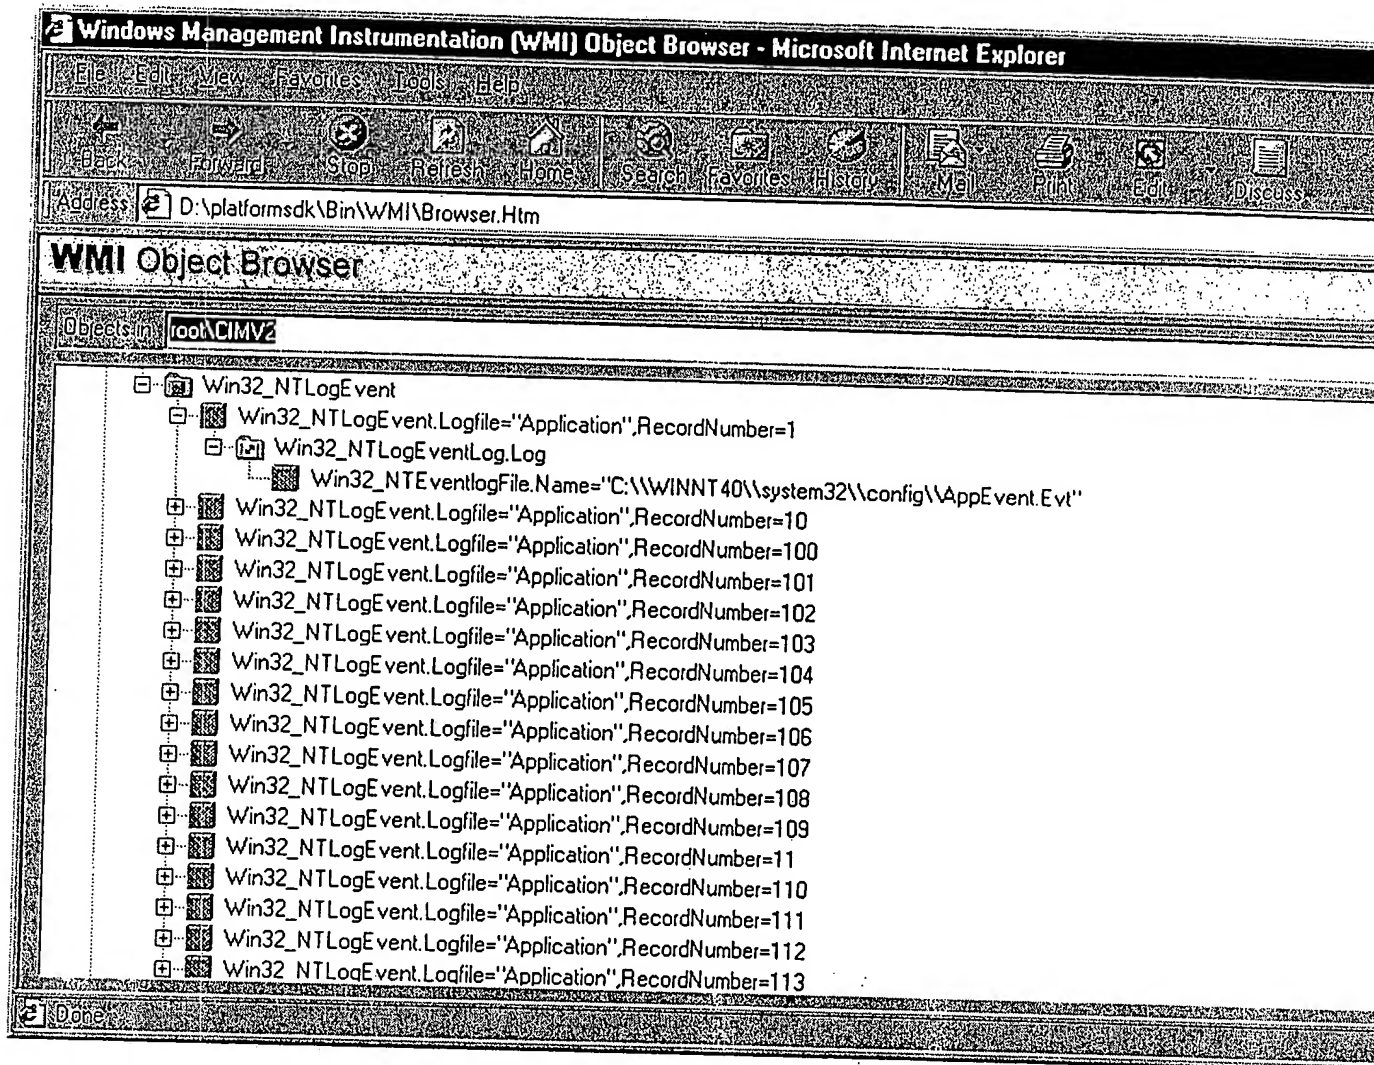 Windows Management Instrumentation (WMI) Object Browser - Microsoft Internet Explorer
File Edit View Favorites Tools Help
Back Forward Stop Refresh Home Search Favorites History Mail Print Edit Discuss
Address D:\platformsdk\Bin\WMI\Browser.Htm
WMI Object Browser
Objects in: root\CIMV2
Win32_NTLogEvent
Win32_NTLogEvent.Logfile="Application",RecordNumber=1
Win32_NTLogEventLog.Log
Win32_NTEventlogFile.Name="C:\\WINNT40\\system32\\config\\AppEvent.Evt"
Win32_NTLogEvent.Logfile="Application",RecordNumber=10
Win32_NTLogEvent.Logfile="Application",RecordNumber=100
Win32_NTLogEvent.Logfile="Application",RecordNumber=101
Win32_NTLogEvent.Logfile="Application",RecordNumber=102
Win32_NTLogEvent.Logfile="Application",RecordNumber=103
Win32_NTLogEvent.Logfile="Application",RecordNumber=104
Win32_NTLogEvent.Logfile="Application",RecordNumber=105
Win32_NTLogEvent.Logfile="Application",RecordNumber=106
Win32_NTLogEvent.Logfile="Application",RecordNumber=107
Win32_NTLogEvent.Logfile="Application",RecordNumber=108
Win32_NTLogEvent.Logfile="Application",RecordNumber=109
Win32_NTLogEvent.Logfile="Application",RecordNumber=11
Win32_NTLogEvent.Logfile="Application",RecordNumber=110
Win32_NTLogEvent.Logfile="Application",RecordNumber=111
Win32_NTLogEvent.Logfile="Application",RecordNumber=112
Win32_NTLogEvent.Logfile="Application",RecordNumber=113
Done